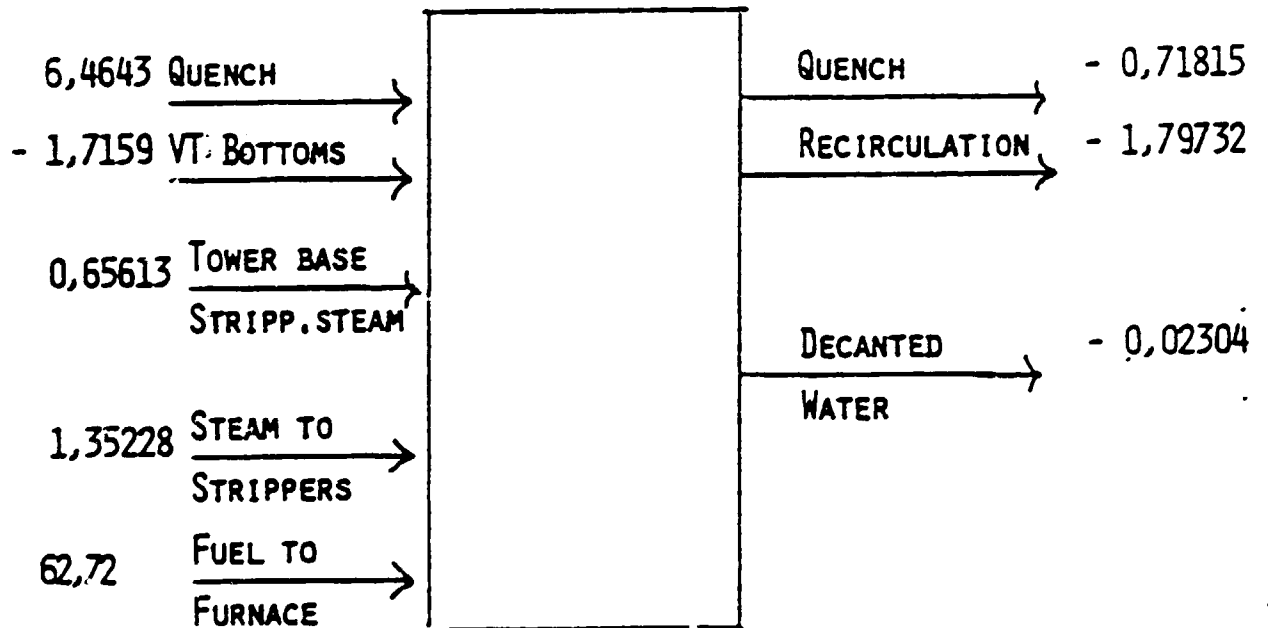 6,4643 QUENCH
- 1,7159 VT. BOTTOMS
0,65613 TOWER BASE
STRIPP.STEAM
1,35228 STEAM TO
STRIPPERS
62,72 FUEL TO
FURNACE
QUENCH - 0,71815
RECIRCULATION - 1,79732
DECANTED - 0,02304
WATER